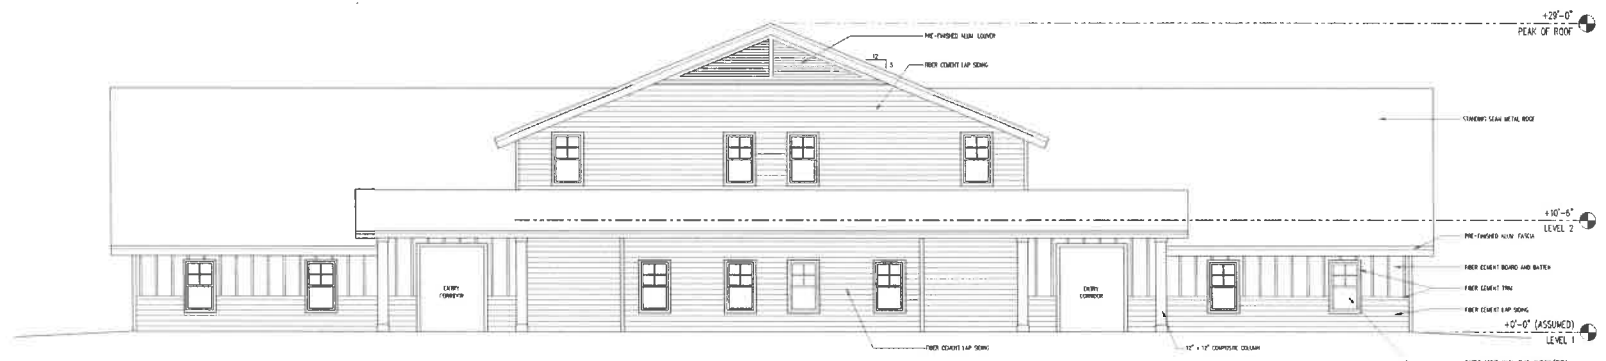 +29'-0"
PEAK OF ROOF
PRE-FINISHED ALUM LOUVER
12
5
FIBER CEMENT LAP SIDING
STANDING SEAM METAL ROOF
+10'-6"
LEVEL 2
PRE-FINISHED ALUM FASCIA
FIBER CEMENT BOARD AND BATTEN
FIBER CEMENT TRIM
FIBER CEMENT LAP SIDING
ENTRY
CORRIDOR
ENTRY
CORRIDOR
+0'-0" (ASSUMED)
LEVEL 1
FIBER CEMENT LAP SIDING
12" x 12" COMPOSITE COLUMN